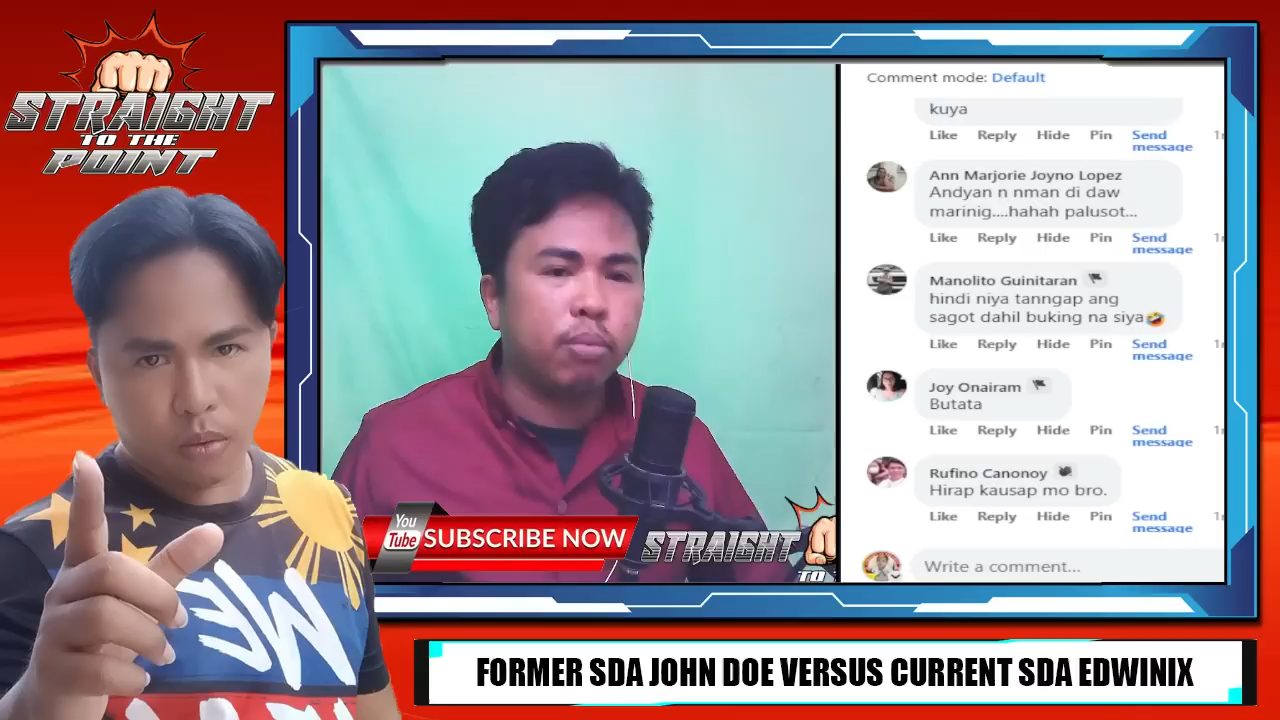 STRAIGHT
TO THE
POINT
Comment mode: Default
kuya
Like Reply Hide Pin Send message
Ann Marjorie Joyno Lopez
Andyan n nman di daw
marinig....hahah palusot...
Like Reply Hide Pin Send message
Manolito Guinitaran
hindi niya tanngap ang
sagot dahil buking na siya🤣
Like Reply Hide Pin Send message
Joy Onairam
Butata
Like Reply Hide Pin Send message
Rufino Canonoy
Hirap kausap mo bro.
Like Reply Hide Pin Send message
Write a comment...
You
Tube
SUBSCRIBE NOW
STRAIGHT
TO
ME
FORMER SDA JOHN DOE VERSUS CURRENT SDA EDWINIX